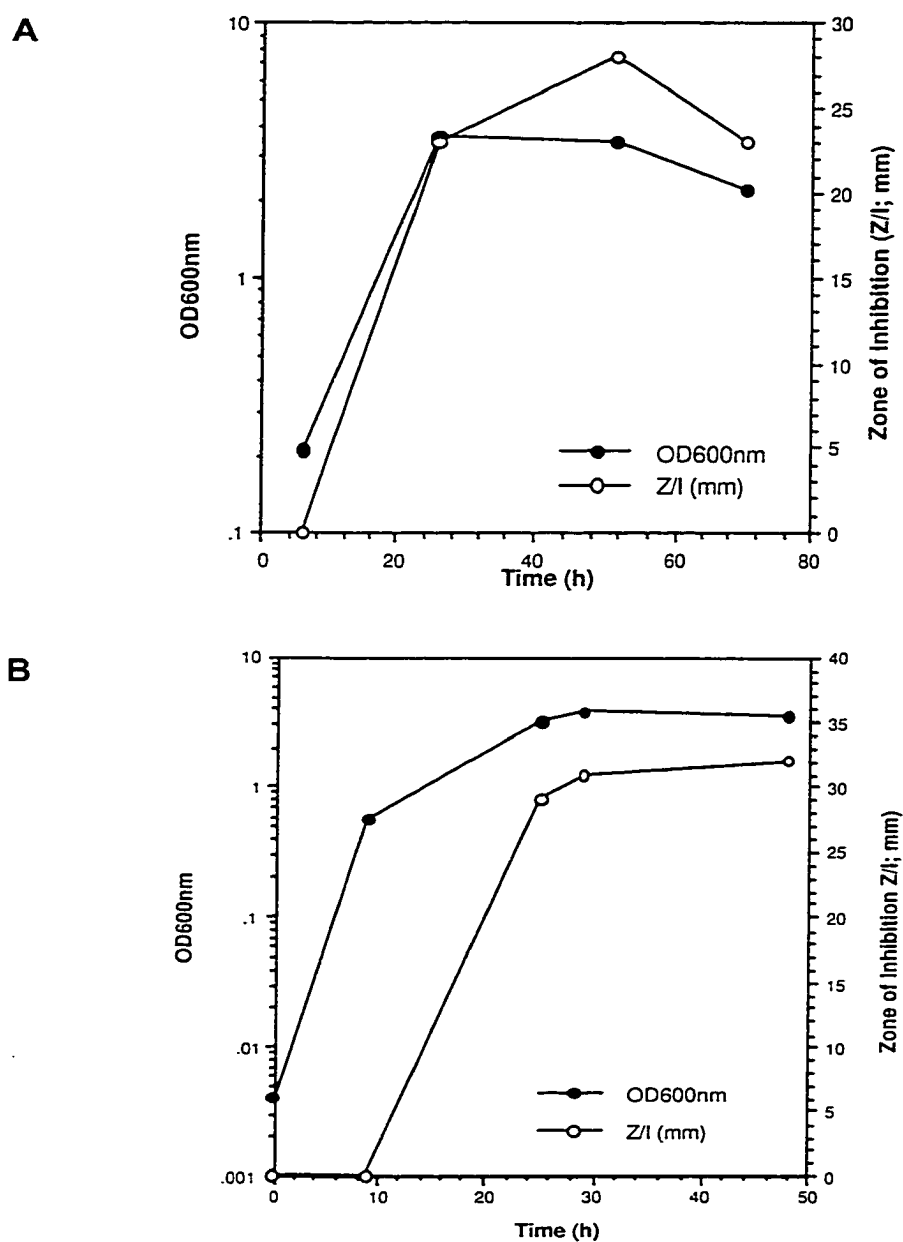 A
10
1
.1
OD600nm
30
25
20
15
10
5
0
Zone of Inhibition (Z/I; mm)
OD600nm
Z/I (mm)
0 20 40 60 80
Time (h)
B
10
1
.1
.01
.001
OD600nm
40
35
30
25
20
15
10
5
0
Zone of Inhibition Z/I; mm)
OD600nm
Z/I (mm)
0 10 20 30 40 50
Time (h)